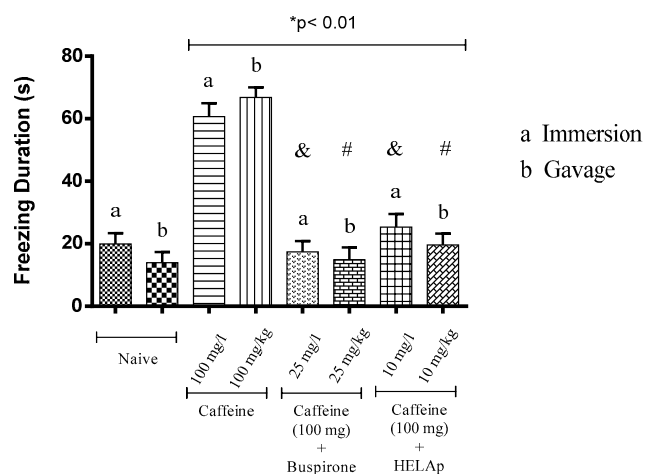 *p< 0.01
Freezing Duration (s)
80
60
40
20
0
a
b
a
b
&
#
&
#
a
b
a
b
a Immersion
b Gavage
100 mg/l
100 mg/kg
25 mg/l
25 mg/kg
10 mg/l
10 mg/kg
Naive
Caffeine
Caffeine
(100 mg)
+
Buspirone
Caffeine
(100 mg)
+
HELAp